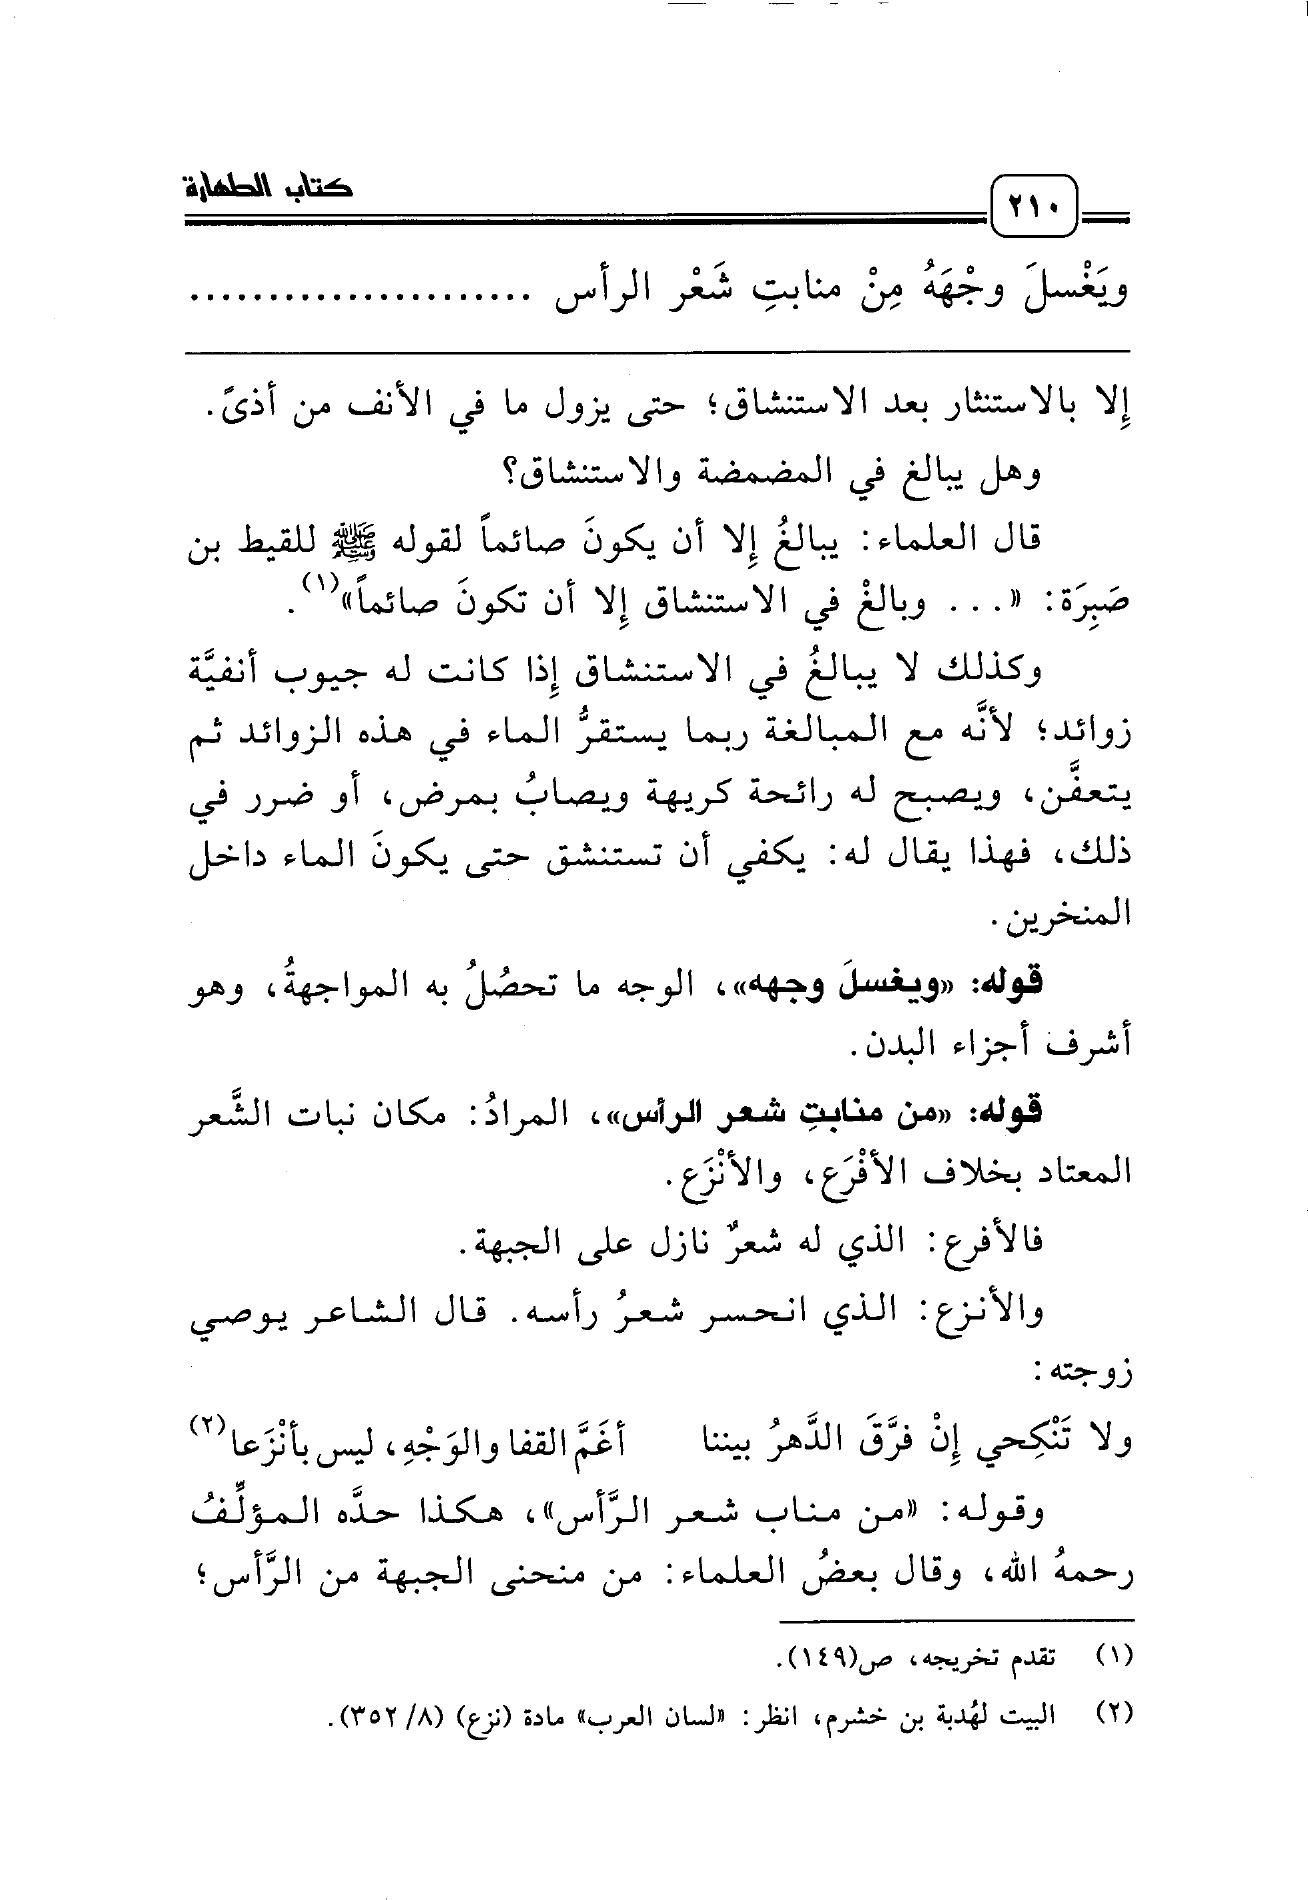 كتاب الطهارة
٢١٠
ويَغْسلَ وجْهَهُ مِنْ منابتِ شَعْر الرأس ......................
إلا بالاستنثار بعد الاستنشاق؛ حتى يزول ما في الأنف من أذىً.
وهل يبالغ في المضمضة والاستنشاق؟
قال العلماء: يبالغُ إلا أن يكونَ صائماً لقوله ﷺ للقيط بن
صَبِرَة: «... وبالغْ في الاستنشاق إلا أن تكونَ صائماً»(١).
وكذلك لا يبالغُ في الاستنشاق إذا كانت له جيوب أنفيَّة
زوائد؛ لأنَّه مع المبالغة ربما يستقرُّ الماء في هذه الزوائد ثم
يتعفَّن، ويصبح له رائحة كريهة ويصابُ بمرض، أو ضرر في
ذلك، فهذا يقال له: يكفي أن تستنشق حتى يكونَ الماء داخل
المنخرين.
قوله: «ويغسلَ وجهه»، الوجه ما تحصُلُ به المواجهةُ، وهو
أشرف أجزاء البدن.
قوله: «من منابتِ شعر الرأس»، المرادُ: مكان نبات الشَّعر
المعتاد بخلاف الأفْرَع، والأنْزَع.
فالأفرع: الذي له شعرٌ نازل على الجبهة.
والأنزع: الذي انحسر شعرُ رأسه. قال الشاعر يوصي
زوجته:
ولا تَنْكِحي إنْ فرَّقَ الدَّهرُ بيننا أغَمَّ القفا والوَجْهِ، ليس بأنْزَعا(٢)
وقوله: «من مناب شعر الرَّأس»، هكذا حدَّه المؤلِّفُ
رحمهُ الله، وقال بعضُ العلماء: من منحنى الجبهة من الرَّأس؛
(١) تقدم تخريجه، ص(١٤٩).
(٢) البيت لهُدبة بن خشرم، انظر: «لسان العرب» مادة (نزع) (٨/ ٣٥٢).